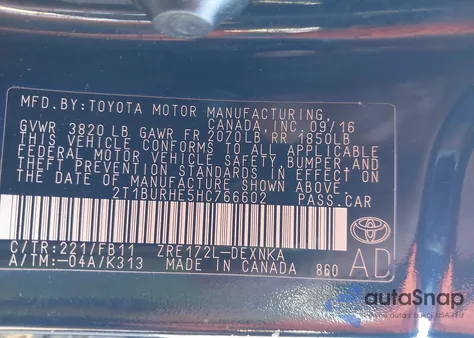 MFD.BY:TOYOTA MOTOR MANUFACTURING,
CANADA, INC. 09/16
GVWR 3820 LB GAWR FR 2020LB RR 1850LB
THIS VEHICLE CONFORMS TO ALL APPLICABLE
FEDERAL MOTOR VEHICLE SAFETY, BUMPER, AND
THEFT PREVENTION STANDARDS IN EFFECT ON
THE DATE OF MANUFACTURE SHOWN ABOVE.
2T1BURHE5HC766602 PASS.CAR
C/TR:221/FB11 ZRE172L-DEXNKA
A/TM:-04A/K313 MADE IN CANADA 860
AD
autoSnap